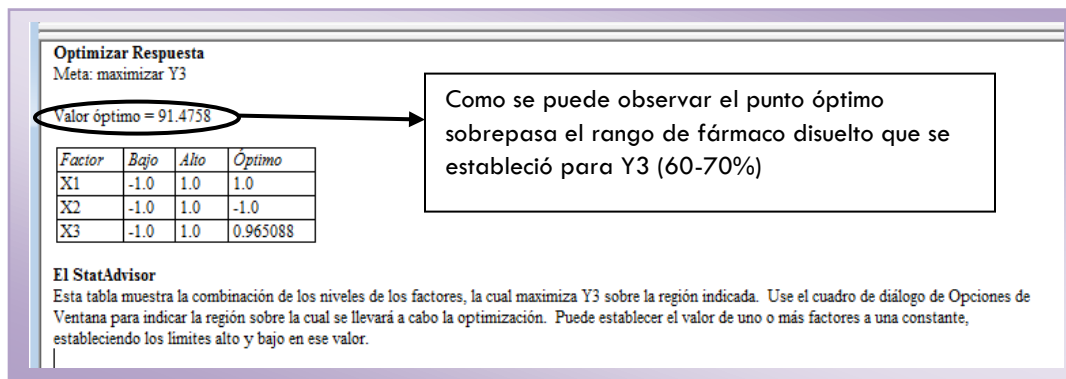 Optimizar Respuesta
Meta: maximizar Y3
Valor óptimo = 91.4758
Como se puede observar el punto óptimo
sobrepasa el rango de fármaco disuelto que se
estableció para Y3 (60-70%)
Factor Bajo Alto Óptimo
X1 -1.0 1.0 1.0
X2 -1.0 1.0 -1.0
X3 -1.0 1.0 0.965088
El StatAdvisor
Esta tabla muestra la combinación de los niveles de los factores, la cual maximiza Y3 sobre la región indicada. Use el cuadro de diálogo de Opciones de
Ventana para indicar la región sobre la cual se llevará a cabo la optimización. Puede establecer el valor de uno o más factores a una constante,
estableciendo los límites alto y bajo en ese valor.